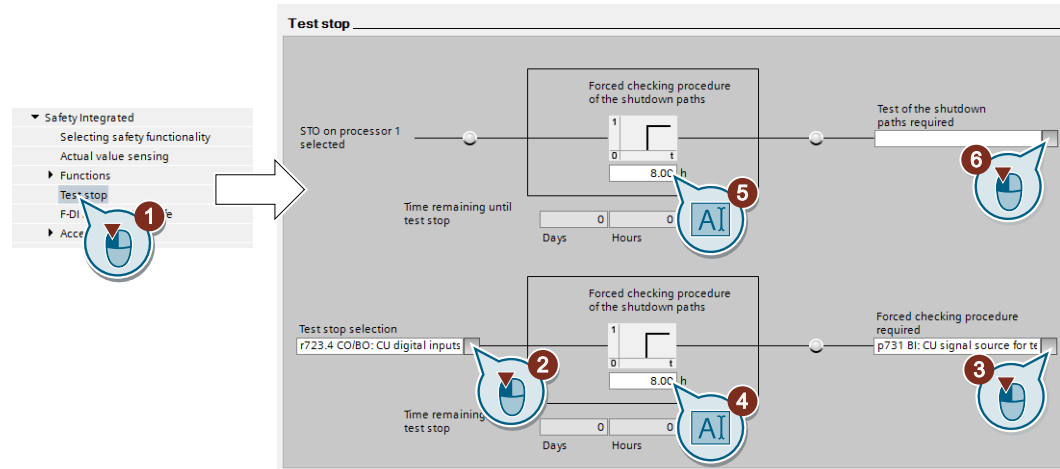 Test stop
Safety Integrated
Selecting safety functionality
Actual value sensing
Functions
Test stop
F-DI
Acce
1
STO on processor 1
selected
Forced checking procedure
of the shutdown paths
1
0 t
8.00 h
5
AI
Time remaining until
test stop
0 0
Days Hours
Test of the shutdown
paths required
6
Test stop selection
r723.4 CO/BO: CU digital inputs
2
Forced checking procedure
of the shutdown paths
1
0 t
8.00 h
4
AI
Time remaining
test stop
0 0
Days Hours
Forced checking procedure
required
p731 BI: CU signal source for te
3